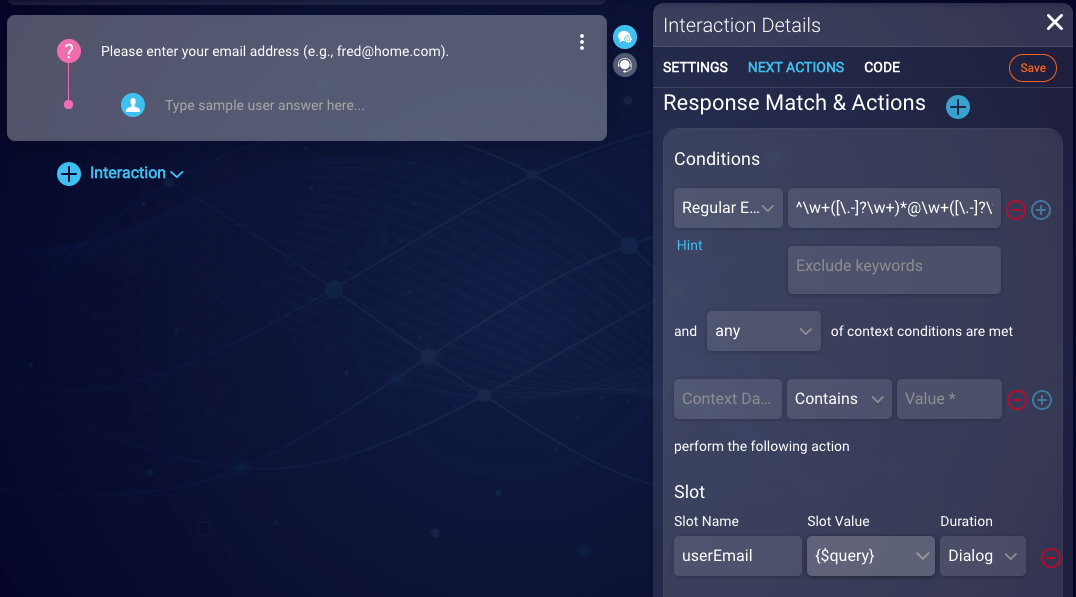 Please enter your email address (e.g., fred@home.com).
Type sample user answer here...
Interaction
Interaction Details
SETTINGS NEXT ACTIONS CODE Save
Response Match & Actions
Conditions
Regular E... ^\w+([\.-]?\w+)*@\w+([\.-]?\
Hint
Exclude keywords
and any of context conditions are met
Context Da... Contains Value *
perform the following action
Slot
Slot Name Slot Value Duration
userEmail {$query} Dialog